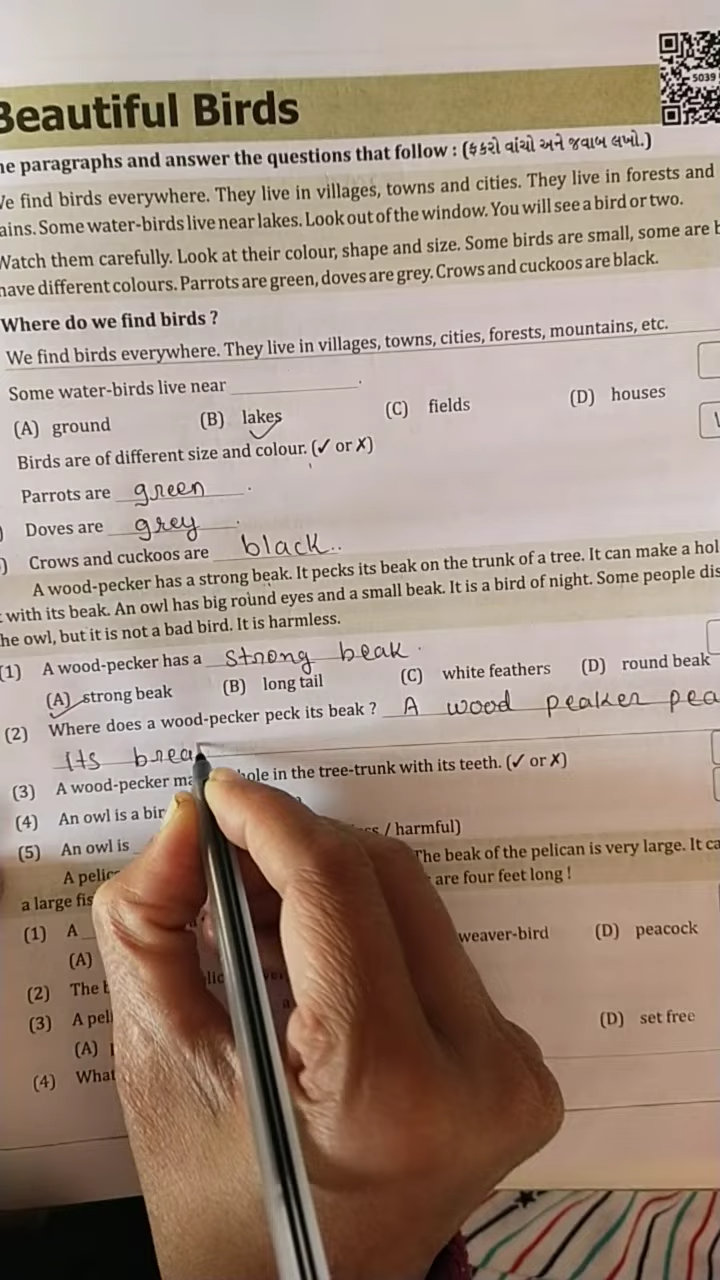 5039
Beautiful Birds
paragraphs and answer the questions that follow : (ફકરો વાંચો અને જવાબ લખો.)
We find birds everywhere. They live in villages, towns and cities. They live in forests and
Some water-birds live near lakes. Look out of the window. You will see a bird or two.
Watch them carefully. Look at their colour, shape and size. Some birds are small, some are
have different colours. Parrots are green, doves are grey. Crows and cuckoos are black.
Where do we find birds ?
We find birds everywhere. They live in villages, towns, cities, forests, mountains, etc.
Some water-birds live near ____________.
(A) ground (B) lakes (C) fields (D) houses
Birds are of different size and colour. (✓ or ✗)
Parrots are green .
Doves are grey .
) Crows and cuckoos are black..
A wood-pecker has a strong beak. It pecks its beak on the trunk of a tree. It can make a
with its beak. An owl has big round eyes and a small beak. It is a bird of night. Some people
he owl, but it is not a bad bird. It is harmless.
(1) A wood-pecker has a strong beak .
(A) strong beak (B) long tail (C) white feathers (D) round beak
(2) Where does a wood-pecker peck its beak ? A wood peaker pea
its brea
(3) A wood-pecker ma hole in the tree-trunk with its teeth. (✓ or ✗)
(4) An owl is a bir
(5) An owl is / harmful)
A pelic The beak of the pelican is very large. It
a large are four feet long !
(1) A weaver-bird (D) peacock
(A)
(2) The
(3) A pel (D) set free
(A)
(4) What